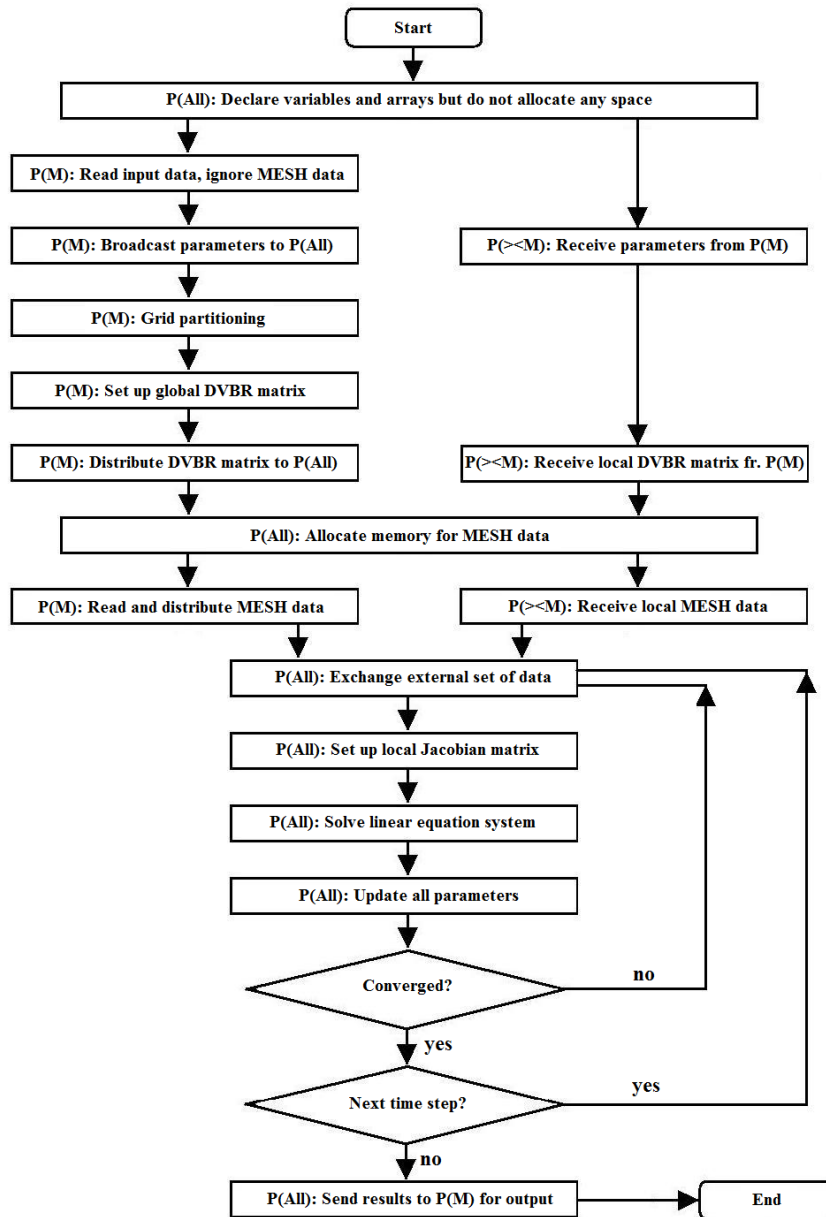 Start
P(All): Declare variables and arrays but do not allocate any space
P(M): Read input data, ignore MESH data
P(M): Broadcast parameters to P(All)
P(><M): Receive parameters from P(M)
P(M): Grid partitioning
P(M): Set up global DVBR matrix
P(M): Distribute DVBR matrix to P(All)
P(><M): Receive local DVBR matrix fr. P(M)
P(All): Allocate memory for MESH data
P(M): Read and distribute MESH data
P(><M): Receive local MESH data
P(All): Exchange external set of data
P(All): Set up local Jacobian matrix
P(All): Solve linear equation system
P(All): Update all parameters
Converged?
no
yes
Next time step?
yes
no
P(All): Send results to P(M) for output
End